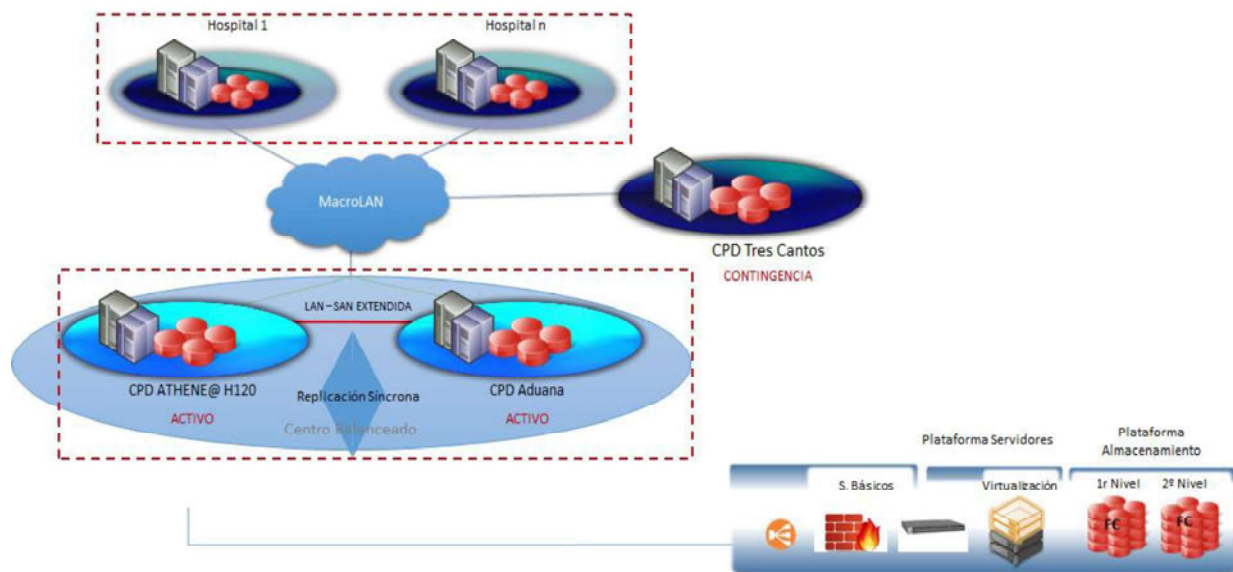 Hospital 1
Hospital n
MacroLAN
CPD Tres Cantos
CONTINGENCIA
LAN – SAN EXTENDIDA
CPD ATHENE@ H120
Replicación Síncrona
CPD Aduana
ACTIVO
Centro Balanceado
ACTIVO
Plataforma Servidores
Plataforma
Almacenamiento
S. Básicos
Virtualización
1r Nivel
2º Nivel
FC
FC